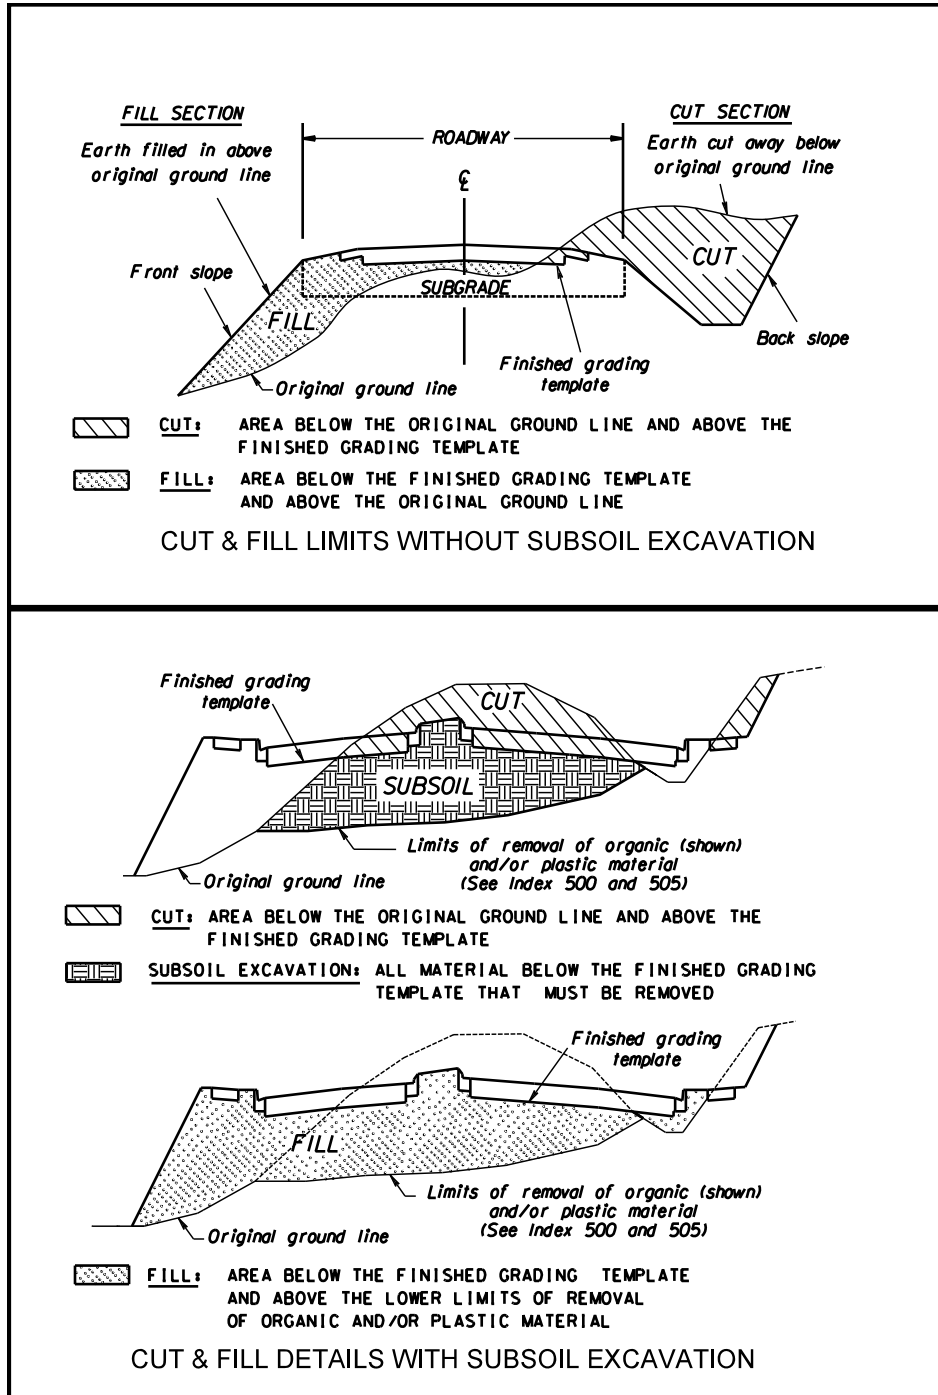 FILL SECTION
Earth filled in above
original ground line
ROADWAY
CUT SECTION
Earth cut away below
original ground line
℄
CUT
Front slope
SUBGRADE
FILL
Back slope
Original ground line
Finished grading
template
CUT: AREA BELOW THE ORIGINAL GROUND LINE AND ABOVE THE
FINISHED GRADING TEMPLATE
FILL: AREA BELOW THE FINISHED GRADING TEMPLATE
AND ABOVE THE ORIGINAL GROUND LINE
CUT & FILL LIMITS WITHOUT SUBSOIL EXCAVATION
Finished grading
template
CUT
SUBSOIL
Limits of removal of organic (shown)
and/or plastic material
(See Index 500 and 505)
Original ground line
CUT: AREA BELOW THE ORIGINAL GROUND LINE AND ABOVE THE
FINISHED GRADING TEMPLATE
SUBSOIL EXCAVATION: ALL MATERIAL BELOW THE FINISHED GRADING
TEMPLATE THAT MUST BE REMOVED
Finished grading
template
FILL
Limits of removal of organic (shown)
and/or plastic material
(See Index 500 and 505)
Original ground line
FILL: AREA BELOW THE FINISHED GRADING TEMPLATE
AND ABOVE THE LOWER LIMITS OF REMOVAL
OF ORGANIC AND/OR PLASTIC MATERIAL
CUT & FILL DETAILS WITH SUBSOIL EXCAVATION